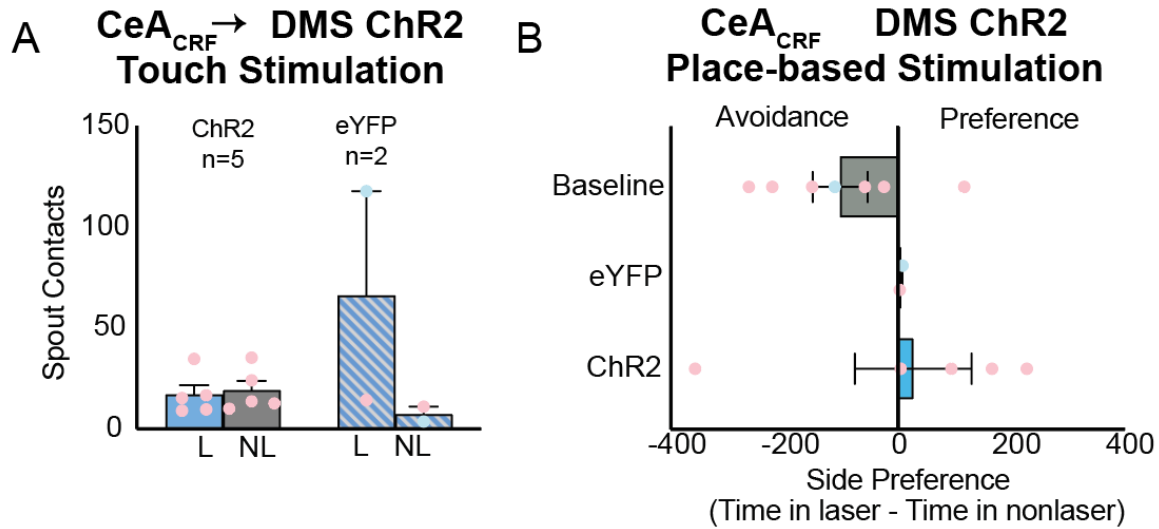 A
CeACRF → DMS ChR2
Touch Stimulation
150
100
50
0
Spout Contacts
ChR2
n=5
eYFP
n=2
L NL L NL
B
CeACRF DMS ChR2
Place-based Stimulation
Avoidance Preference
Baseline
eYFP
ChR2
-400 -200 0 200 400
Side Preference
(Time in laser - Time in nonlaser)